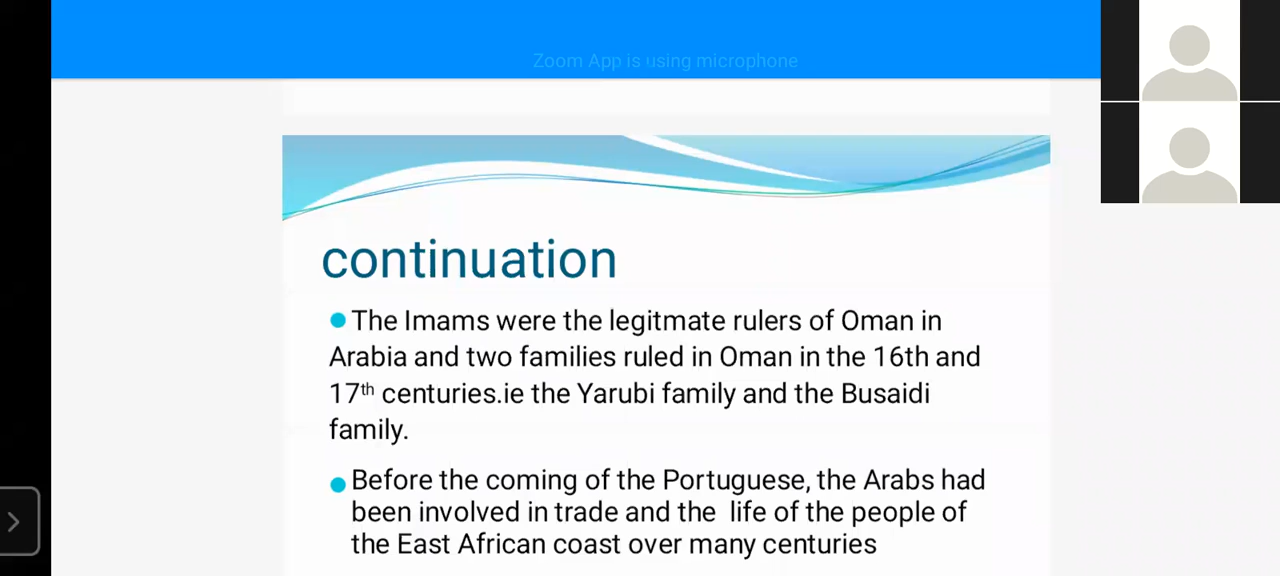 Zoom App is using microphone
continuation
The Imams were the legitmate rulers of Oman in
Arabia and two families ruled in Oman in the 16th and
17th centuries.ie the Yarubi family and the Busaidi
family.
Before the coming of the Portuguese, the Arabs had
been involved in trade and the life of the people of
the East African coast over many centuries